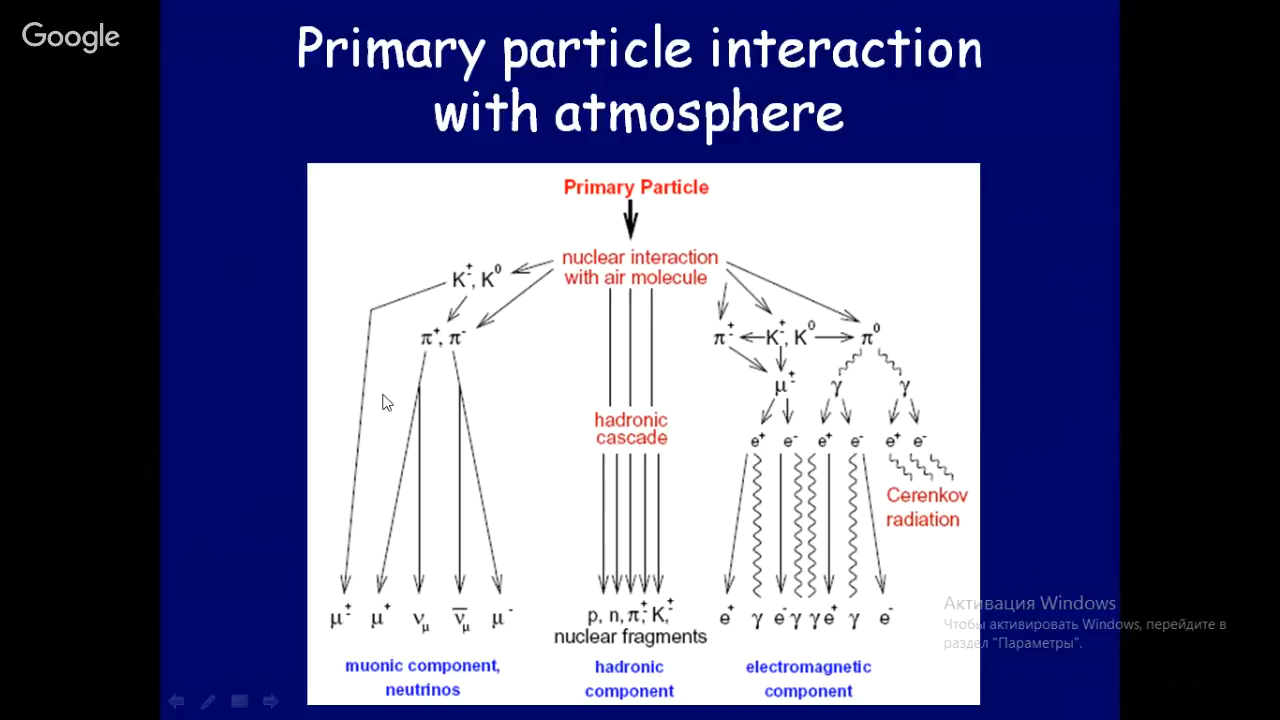 Google
Primary particle interaction
with atmosphere
Primary Particle
nuclear interaction
with air molecule
K±, K⁰
π⁺, π⁻
π± K±, K⁰ π⁰
μ± γ γ
hadronic
cascade
e⁺ e⁻ e⁺ e⁻ e⁺ e⁻
Cerenkov
radiation
μ± μ⁺ νμ ν̅μ μ⁻
p, n, π±, K±,
nuclear fragments
e⁺ γ e⁻ γ γ e⁺ γ e⁻
muonic component,
neutrinos
hadronic
component
electromagnetic
component
Активация Windows
Чтобы активировать Windows, перейдите в
раздел "Параметры".